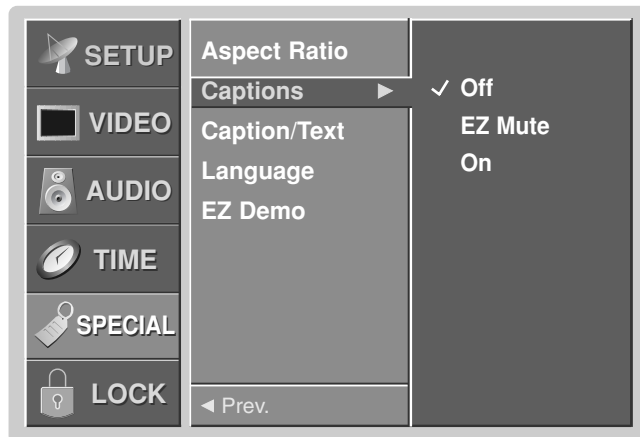 SETUP
VIDEO
AUDIO
TIME
SPECIAL
LOCK
Aspect Ratio
Captions ►
Caption/Text
Language
EZ Demo
◄ Prev.
✓ Off
EZ Mute
On